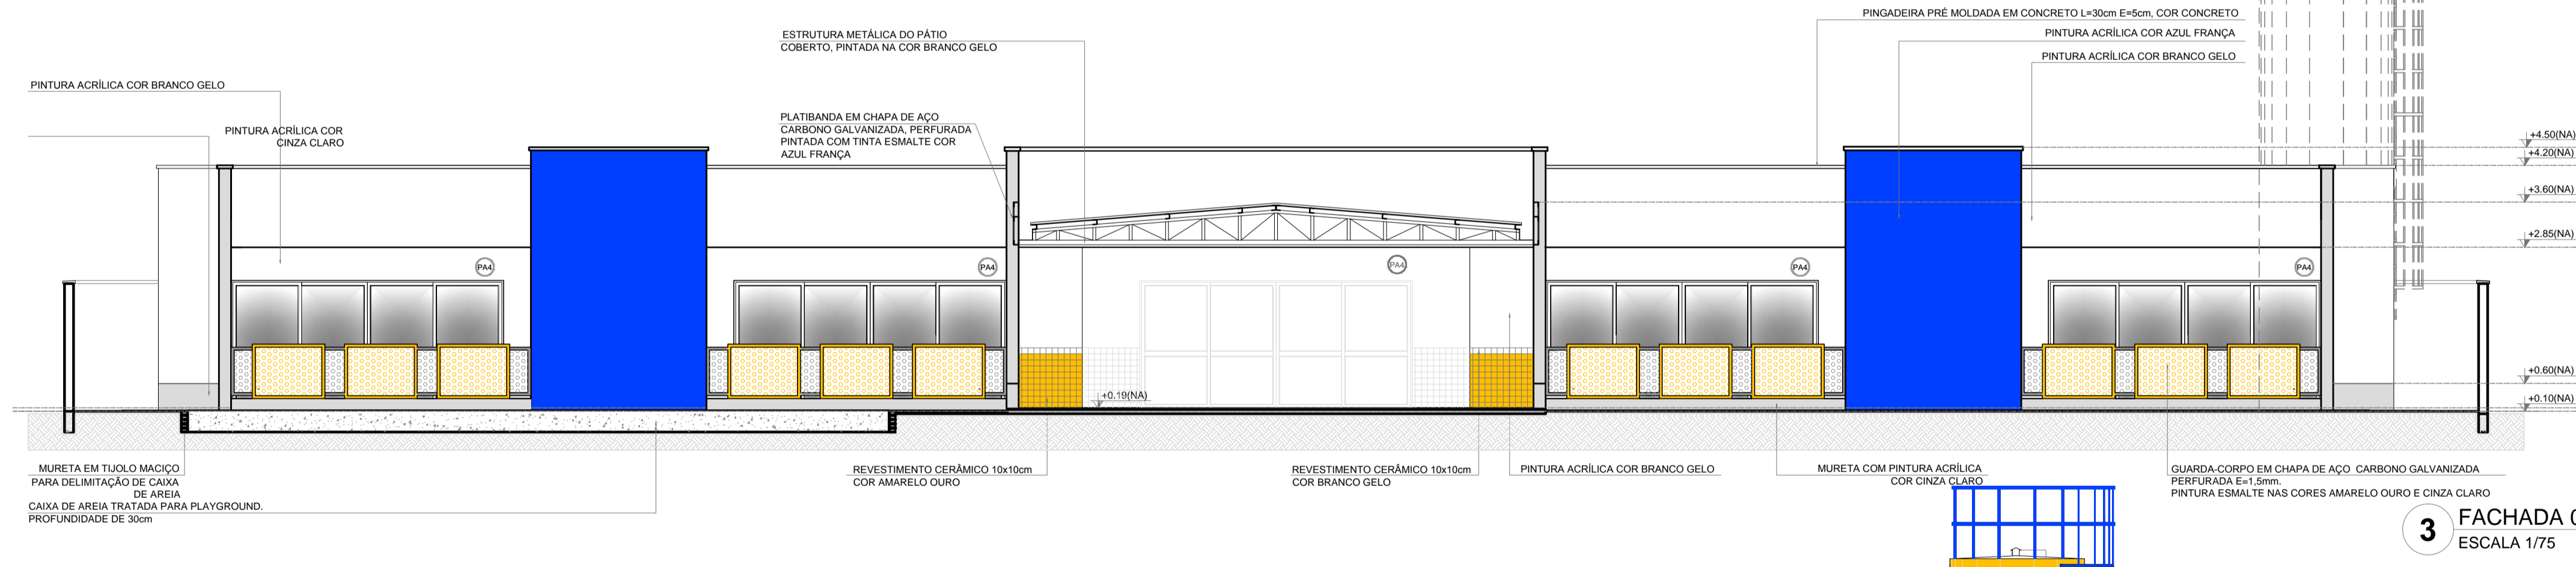 PINGADEIRA PRÉ MOLDADA EM CONCRETO L=30cm E=5cm, COR CONCRETO
PINTURA ACRÍLICA COR AZUL FRANÇA
PINTURA ACRÍLICA COR BRANCO GELO
ESTRUTURA METÁLICA DO PÁTIO
COBERTO, PINTADA NA COR BRANCO GELO
PINTURA ACRÍLICA COR BRANCO GELO
PINTURA ACRÍLICA COR
CINZA CLARO
PLATIBANDA EM CHAPA DE AÇO
CARBONO GALVANIZADA, PERFURADA
PINTADA COM TINTA ESMALTE COR
AZUL FRANÇA
+4.50(NA)
+4.20(NA)
+3.60(NA)
+2.85(NA)
PA4
PA4
PA4
PA4
PA4
+0.60(NA)
+0.19(NA)
+0.10(NA)
MURETA EM TIJOLO MACIÇO
PARA DELIMITAÇÃO DE CAIXA
DE AREIA
CAIXA DE AREIA TRATADA PARA PLAYGROUND.
PROFUNDIDADE DE 30cm
REVESTIMENTO CERÂMICO 10x10cm
COR AMARELO OURO
REVESTIMENTO CERÂMICO 10x10cm
COR BRANCO GELO
PINTURA ACRÍLICA COR BRANCO GELO
MURETA COM PINTURA ACRÍLICA
COR CINZA CLARO
GUARDA-CORPO EM CHAPA DE AÇO CARBONO GALVANIZADA
PERFURADA E=1,5mm.
PINTURA ESMALTE NAS CORES AMARELO OURO E CINZA CLARO
3
FACHADA
ESCALA 1/75